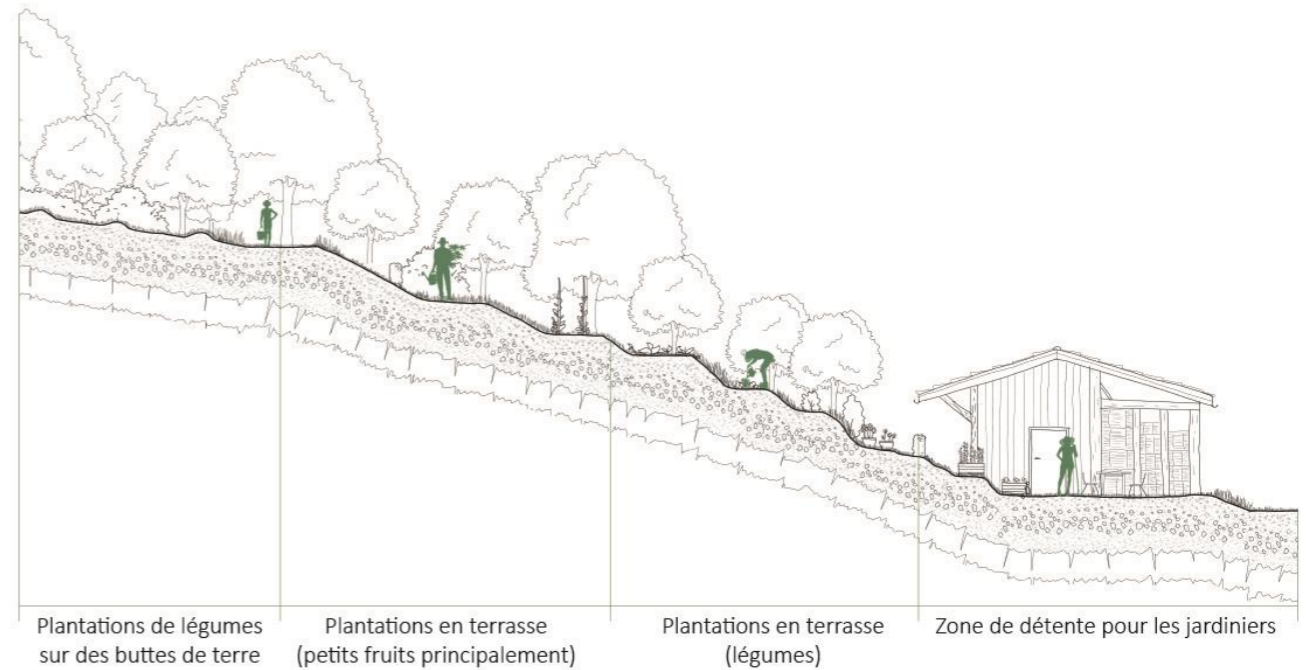 Plantations de légumes
sur des buttes de terre
Plantations en terrasse
(petits fruits principalement)
Plantations en terrasse
(légumes)
Zone de détente pour les jardiniers